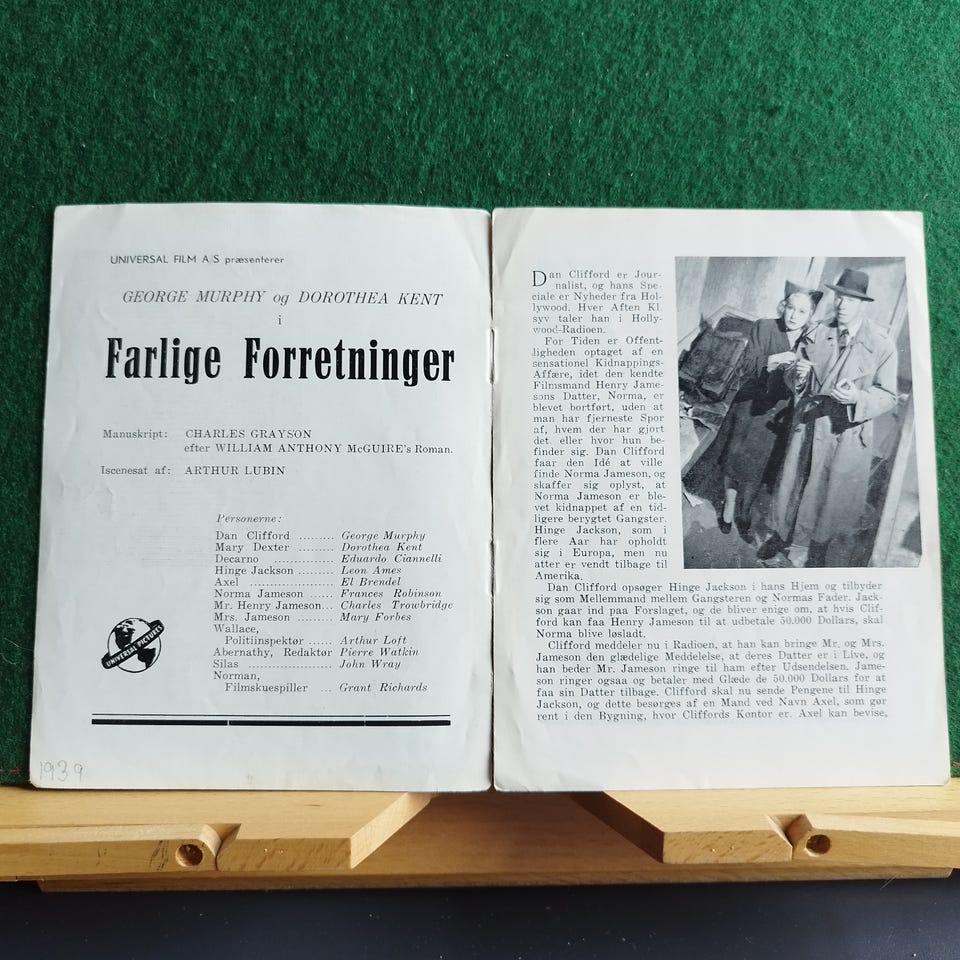 UNIVERSAL FILM A/S præsenterer
GEORGE MURPHY og DOROTHEA KENT
i
Farlige Forretninger
Manuskript: CHARLES GRAYSON
efter WILLIAM ANTHONY McGUIRE's Roman.
Iscenesat af: ARTHUR LUBIN
Personerne:
Dan Clifford ......... George Murphy
Mary Dexter ......... Dorothea Kent
Decarno ............... Eduardo Ciannelli
Hinge Jackson ......... Leon Ames
Axel ..................... El Brendel
Norma Jameson ...... Frances Robinson
Mr. Henry Jameson... Charles Trowbridge
Mrs. Jameson ......... Mary Forbes
Wallace,
Politiinspektør ...... Arthur Loft
Abernathy, Redaktør Pierre Watkin
Silas ..................... John Wray
Norman,
Filmskuespiller ... Grant Richards
UNIVERSAL PICTURES
1939
Dan Clifford er Jour-
nalist, og hans Spe-
ciale er Nyheder fra Hol-
lywood. Hver Aften Kl.
syv taler han i Holly-
wood-Radioen.
For Tiden er Offent-
ligheden optaget af en
sensationel Kidnappings-
Affære, idet den kendte
Filmsmand Henry Jame-
sons Datter, Norma, er
blevet bortført, uden at
man har fjerneste Spor
af, hvem der har gjort
det, eller hvor hun be-
finder sig. Dan Clifford
faar den Idé at ville
finde Norma Jameson, og
skaffer sig oplyst, at
Norma Jameson er ble-
vet kidnappet af en tid-
ligere berygtet Gangster.
Hinge Jackson, som i
flere Aar har opholdt
sig i Europa, men nu
atter er vendt tilbage til
Amerika.
Dan Clifford opsøger Hinge Jackson i hans Hjem og tilbyder
sig som Mellemmand mellem Gangsteren og Normas Fader. Jack-
son gaar ind paa Forslaget, og de bliver enige om, at hvis Clif-
ford kan faa Henry Jameson til at udbetale 50.000 Dollars, skal
Norma blive løsladt.
Clifford meddeler nu i Radioen, at han kan bringe Mr. og Mrs.
Jameson den glædelige Meddelelse, at deres Datter er i Live, og
han beder Mr. Jameson ringe til ham efter Udsendelsen. Jame-
son ringer ogsaa og betaler med Glæde de 50.000 Dollars for at
faa sin Datter tilbage. Clifford skal nu sende Pengene til Hinge
Jackson, og dette besørges af en Mand ved Navn Axel, som gør
rent i den Bygning, hvor Cliffords Kontor er. Axel kan bevise,